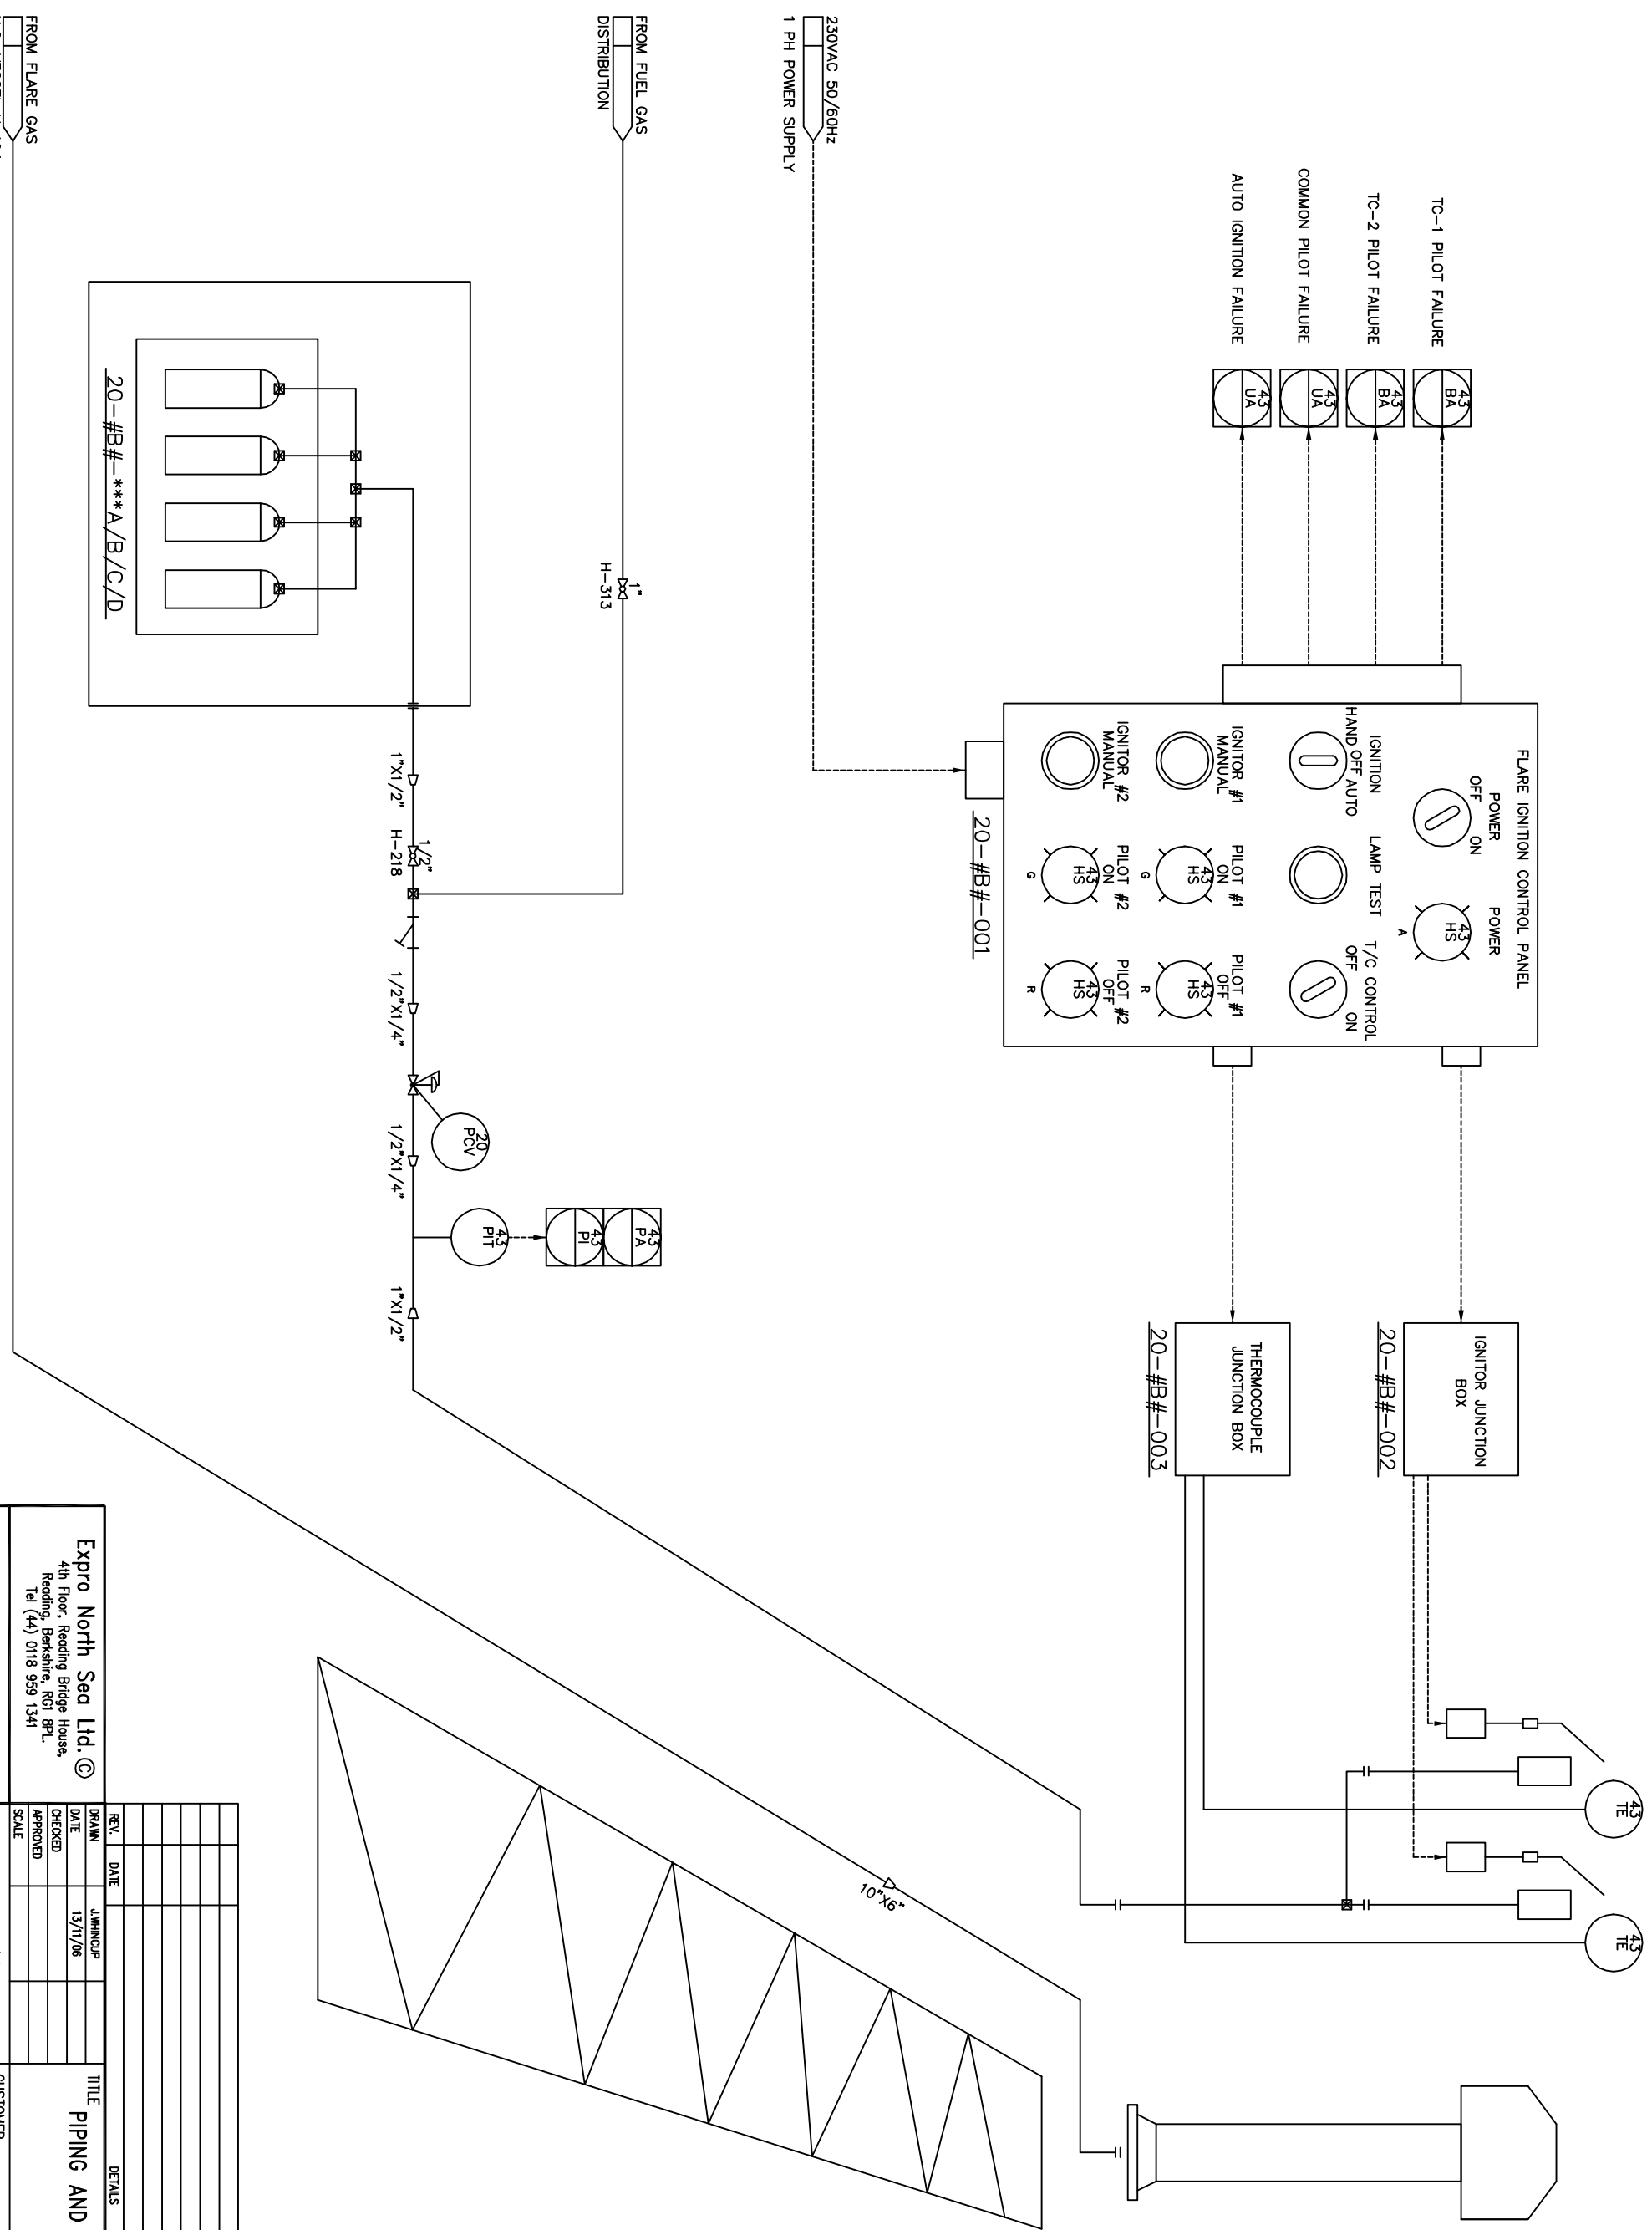 TC-1 PILOT FAILURE
TC-2 PILOT FAILURE
COMMON PILOT FAILURE
AUTO IGNITION FAILURE
43
BA
43
BA
43
UA
43
UA
FLARE IGNITION CONTROL PANEL
POWER
OFF
ON
POWER
43
HS
A
IGNITION
HAND OFF AUTO
LAMP TEST
T/C CONTROL
OFF
ON
IGNITOR #1
MANUAL
PILOT #1
ON
43
HS
G
PILOT #1
OFF
43
HS
R
IGNITOR #2
MANUAL
PILOT #2
ON
43
HS
G
PILOT #2
OFF
43
HS
R
20-#B#-001
IGNITOR JUNCTION
BOX
20-#B#-002
THERMOCOUPLE
JUNCTION BOX
20-#B#-003
43
TE
43
TE
230VAC 50/60Hz
1 PH POWER SUPPLY
FROM FUEL GAS
DISTRIBUTION
1"
H-313
43
PA
43
PI
43
PIT
20
PCV
1"X1/2"
1/2"
H-218
1/2"X1/4"
1/2"X1/4"
1"X1/2"
20-#B#-***A/B/C/D
10"X6"
FROM FLARE GAS
Expro North Sea Ltd. ©
4th Floor, Reading Bridge House,
Reading, Berkshire, RG1 8PL.
Tel (44) 0118 959 1341
REV.
DATE
DETAILS
DRAWN
J.WHINCUP
DATE
13/11/06
CHECKED
APPROVED
SCALE
TITLE
PIPING AND
CUSTOMER